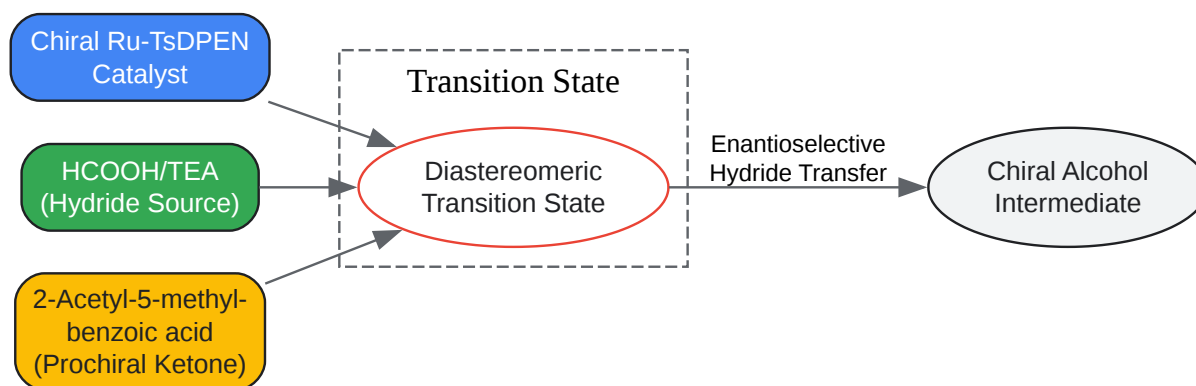 Chiral Ru-TsDPEN
Catalyst
HCOOH/TEA
(Hydride Source)
2-Acetyl-5-methyl-
benzoic acid
(Prochiral Ketone)
Transition State
Diastereomeric
Transition State
Enantioselective
Hydride Transfer
Chiral Alcohol
Intermediate